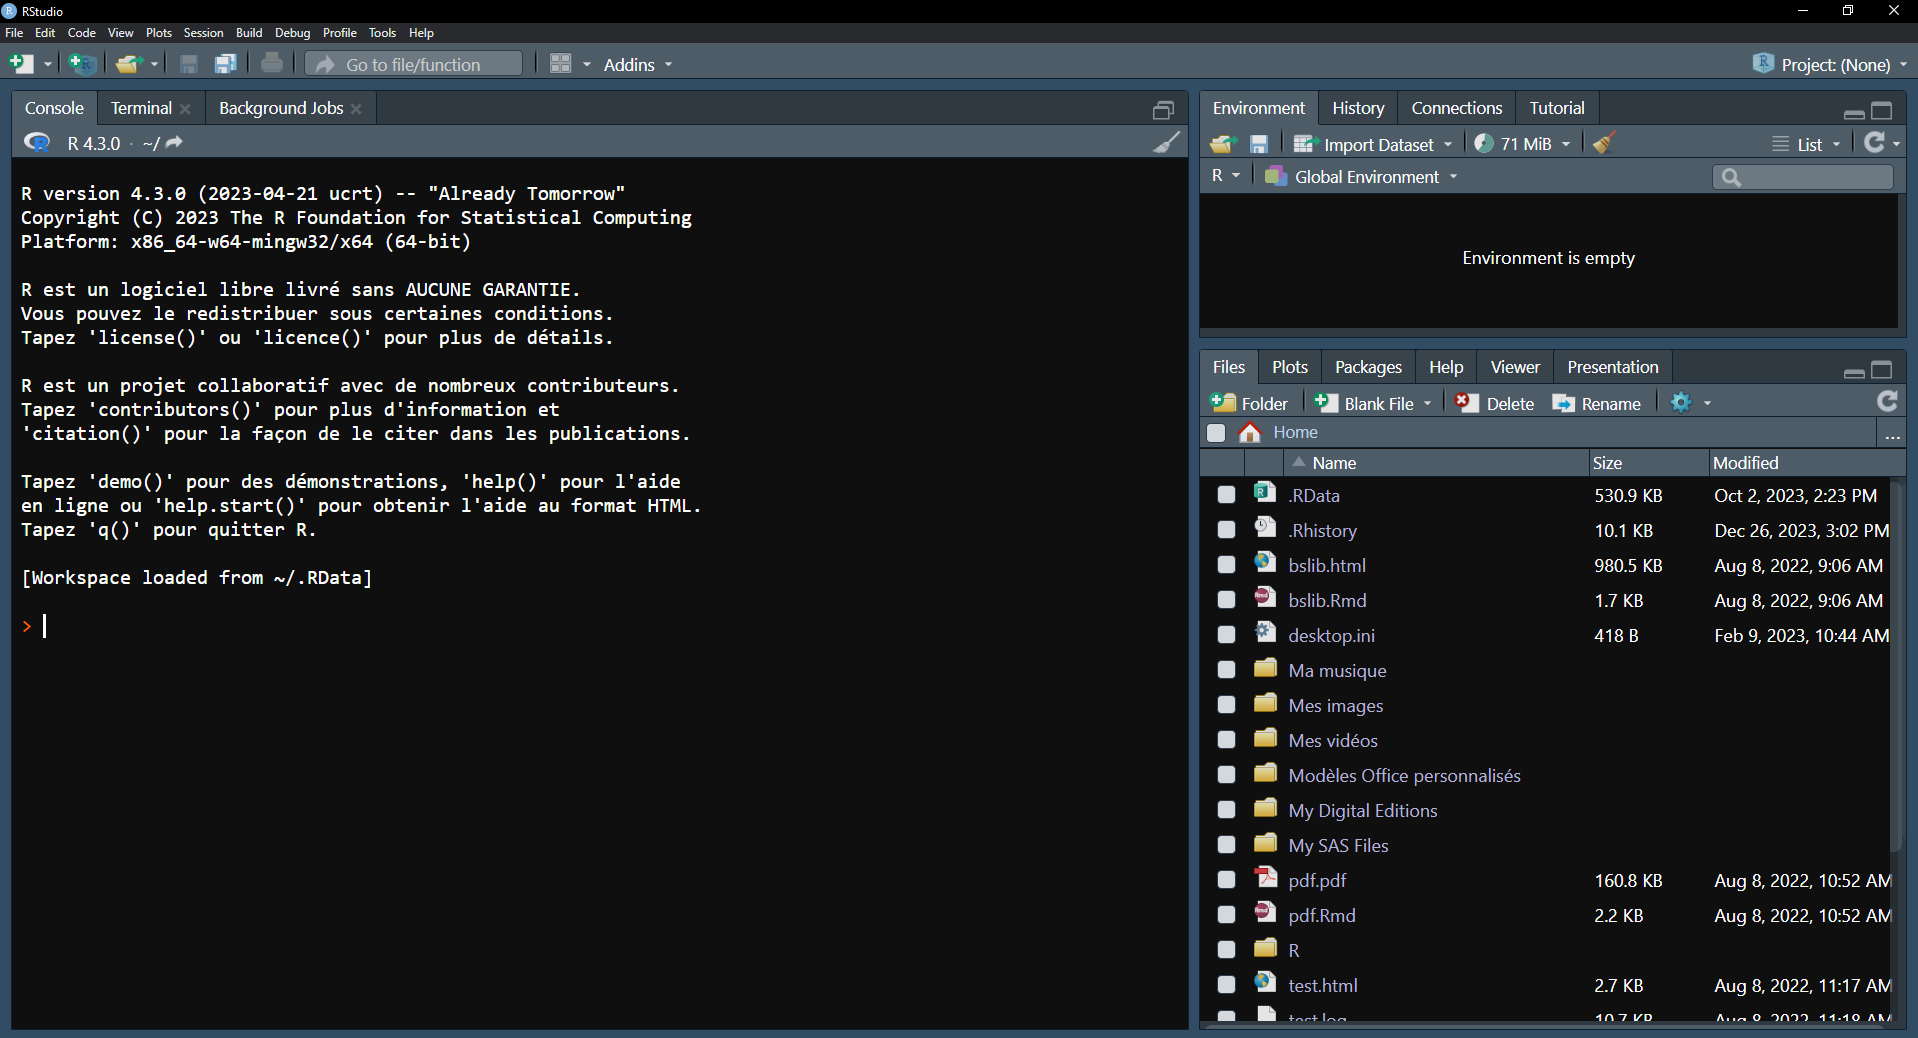 RStudio
File Edit Code View Plots Session Build Debug Profile Tools Help
Go to file/function Addins Project: (None)
Console Terminal Background Jobs
R 4.3.0 · ~/
R version 4.3.0 (2023-04-21 ucrt) -- "Already Tomorrow"
Copyright (C) 2023 The R Foundation for Statistical Computing
Platform: x86_64-w64-mingw32/x64 (64-bit)
R est un logiciel libre livré sans AUCUNE GARANTIE.
Vous pouvez le redistribuer sous certaines conditions.
Tapez 'license()' ou 'licence()' pour plus de détails.
R est un projet collaboratif avec de nombreux contributeurs.
Tapez 'contributors()' pour plus d'information et
'citation()' pour la façon de le citer dans les publications.
Tapez 'demo()' pour des démonstrations, 'help()' pour l'aide
en ligne ou 'help.start()' pour obtenir l'aide au format HTML.
Tapez 'q()' pour quitter R.
[Workspace loaded from ~/.RData]
>
Environment History Connections Tutorial
Import Dataset 71 MiB List
R Global Environment
Environment is empty
Files Plots Packages Help Viewer Presentation
Folder Blank File Delete Rename
Home ...
Name Size Modified
.RData 530.9 KB Oct 2, 2023, 2:23 PM
.Rhistory 10.1 KB Dec 26, 2023, 3:02 PM
bslib.html 980.5 KB Aug 8, 2022, 9:06 AM
bslib.Rmd 1.7 KB Aug 8, 2022, 9:06 AM
desktop.ini 418 B Feb 9, 2023, 10:44 AM
Ma musique
Mes images
Mes vidéos
Modèles Office personnalisés
My Digital Editions
My SAS Files
pdf.pdf 160.8 KB Aug 8, 2022, 10:52 AM
pdf.Rmd 2.2 KB Aug 8, 2022, 10:52 AM
R
test.html 2.7 KB Aug 8, 2022, 11:17 AM
test.log 10.7 KB Aug 8, 2022, 11:18 AM